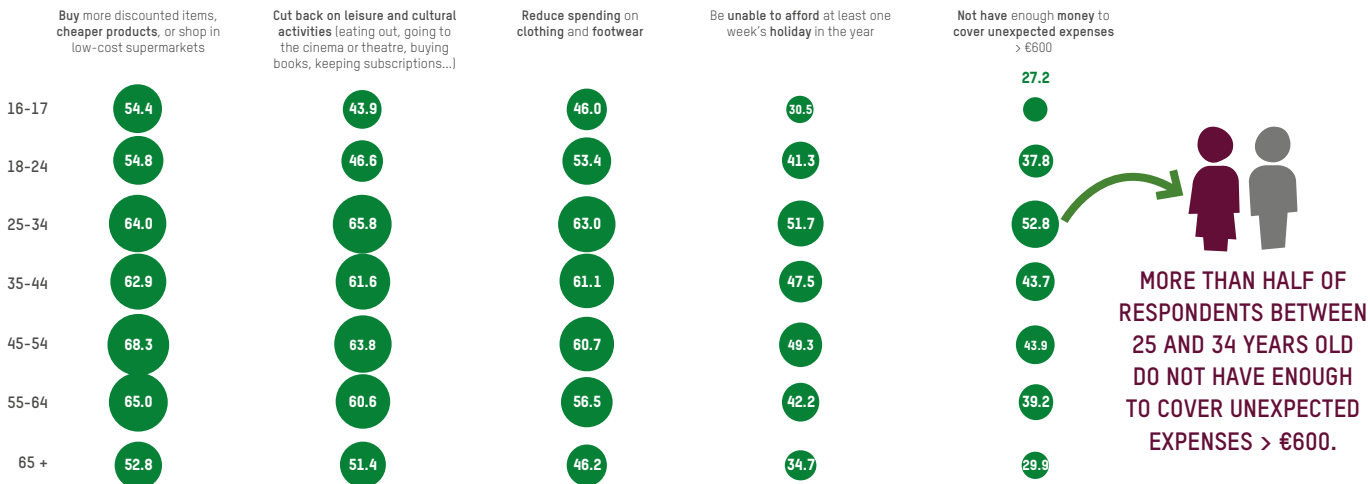 Buy more discounted items,
cheaper products, or shop in
low-cost supermarkets
Cut back on leisure and cultural
activities (eating out, going to
the cinema or theatre, buying
books, keeping subscriptions...)
Reduce spending on
clothing and footwear
Be unable to afford at least one
week's holiday in the year
Not have enough money to
cover unexpected expenses
> €600
27.2
16-17 54.4 43.9 46.0 30.5
18-24 54.8 46.6 53.4 41.3 37.8
25-34 64.0 65.8 63.0 51.7 52.8
35-44 62.9 61.6 61.1 47.5 43.7
45-54 68.3 63.8 60.7 49.3 43.9
55-64 65.0 60.6 56.5 42.2 39.2
65 + 52.8 51.4 46.2 34.7 29.9
MORE THAN HALF OF
RESPONDENTS BETWEEN
25 AND 34 YEARS OLD
DO NOT HAVE ENOUGH
TO COVER UNEXPECTED
EXPENSES > €600.